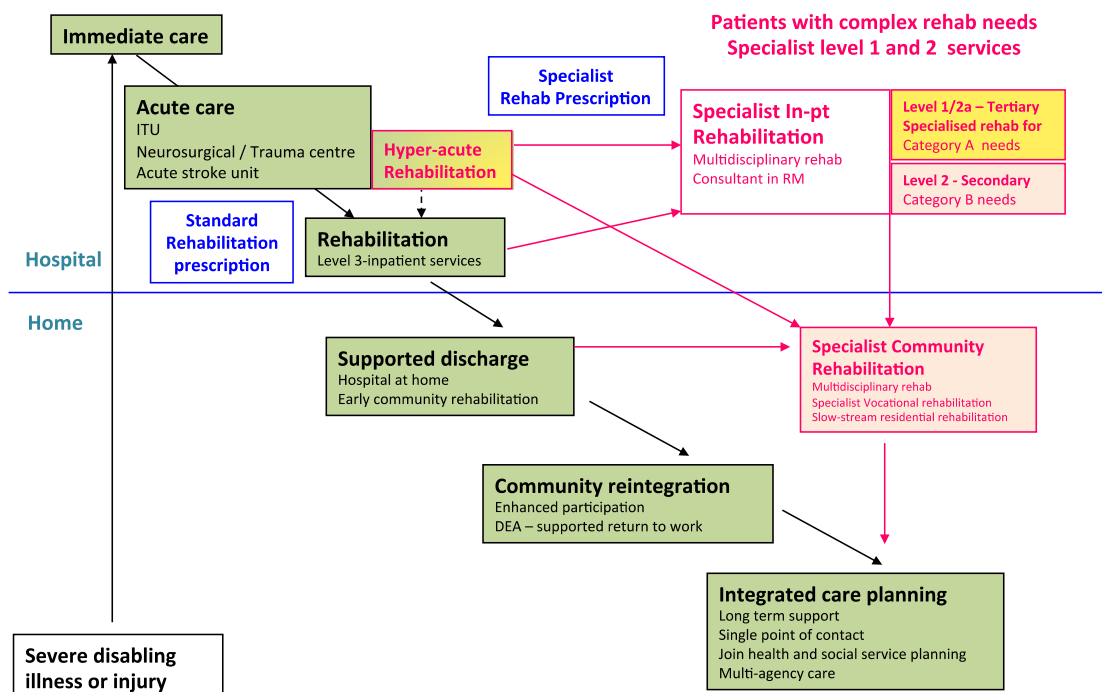 Immediate care
Patients with complex rehab needs
Specialist level 1 and 2 services
Specialist
Rehab Prescription
Acute care
ITU
Neurosurgical / Trauma centre
Acute stroke unit
Hyper-acute
Rehabilitation
Specialist In-pt
Rehabilitation
Multidisciplinary rehab
Consultant in RM
Level 1/2a – Tertiary
Specialised rehab for
Category A needs
Level 2 - Secondary
Category B needs
Standard
Rehabilitation
prescription
Rehabilitation
Level 3-inpatient services
Hospital
Home
Supported discharge
Hospital at home
Early community rehabilitation
Specialist Community
Rehabilitation
Multidisciplinary rehab
Specialist Vocational rehabilitation
Slow-stream residential rehabilitation
Community reintegration
Enhanced participation
DEA – supported return to work
Integrated care planning
Long term support
Single point of contact
Join health and social service planning
Multi-agency care
Severe disabling
illness or injury